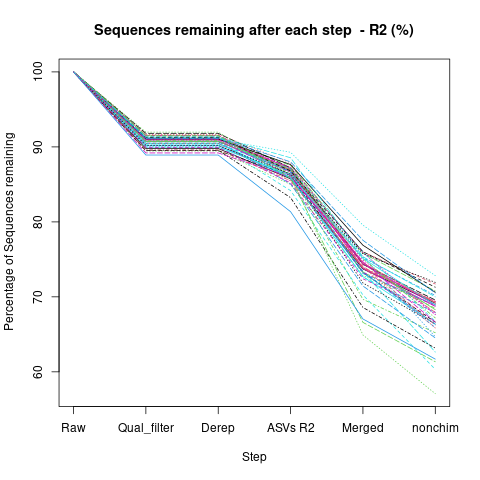 Sequences remaining after each step - R2 (%)
Percentage of Sequences remaining
100
90
80
70
60
Raw Qual_filter Derep ASVs R2 Merged nonchim
Step